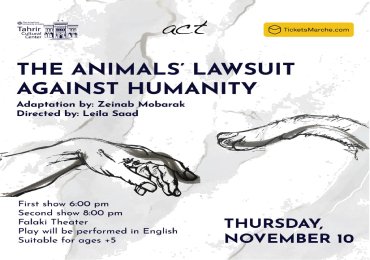 Tahrir
Cultural
Center
act
TicketsMarche.com
THE ANIMALS´ LAWSUIT
AGAINST HUMANITY
Adaptation by: Zeinab Mobarak
Directed by: Leila Saad
First show 6:00 pm
Second show 8:00 pm
Falaki Theater
Play will be performed in English
Suitable for ages +5
THURSDAY,
NOVEMBER 10